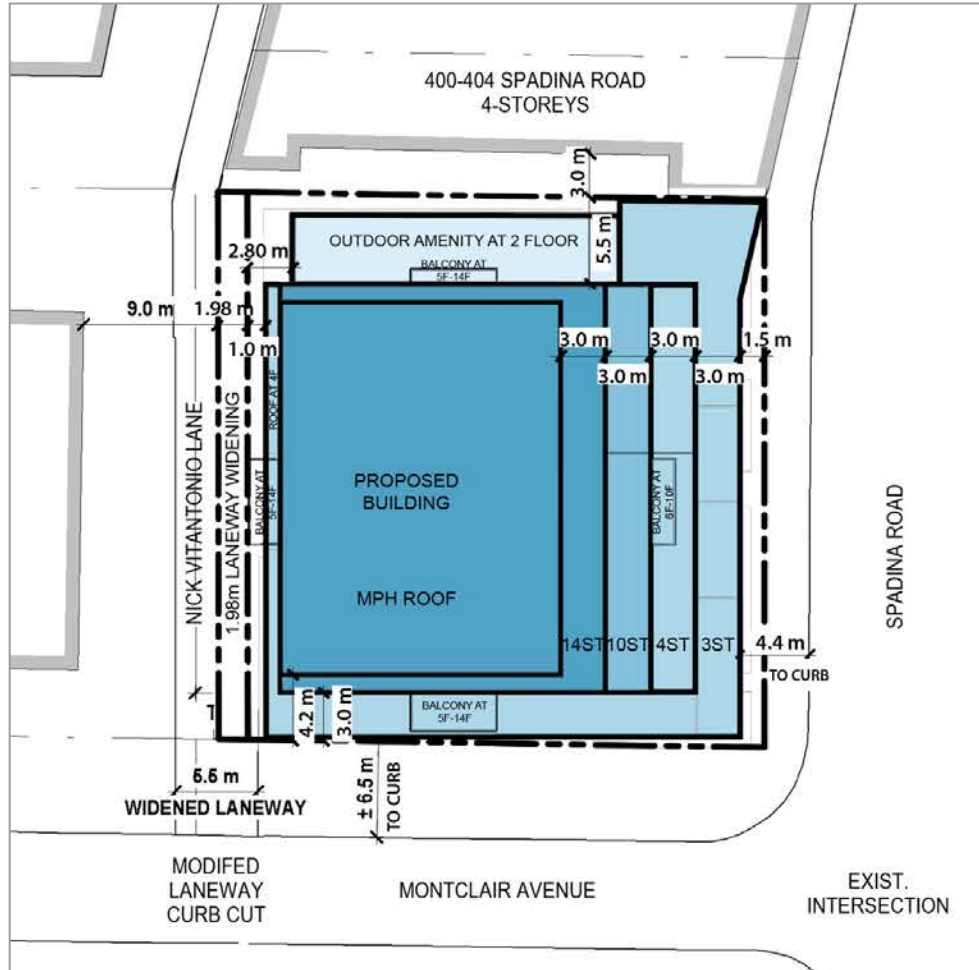 400-404 SPADINA ROAD
4-STOREYS
3.0 m
5.5 m
OUTDOOR AMENITY AT 2 FLOOR
2.80 m
BALCONY AT
5F-14F
9.0 m
1.98 m
1.0 m
3.0 m
3.0 m
1.5 m
3.0 m
3.0 m
ROOF AT 4F
NICK VITANTONIO LANE
1.98m LANEWAY WIDENING
BALCONY AT
5F-14F
PROPOSED
BUILDING
BALCONY AT
6F-10F
SPADINA ROAD
MPH ROOF
14ST
10ST
4ST
3ST
4.4 m
TO CURB
BALCONY AT
5F-14F
4.2 m
3.0 m
5.5 m
WIDENED LANEWAY
± 6.5 m
TO CURB
MODIFED
LANEWAY
CURB CUT
MONTCLAIR AVENUE
EXIST.
INTERSECTION